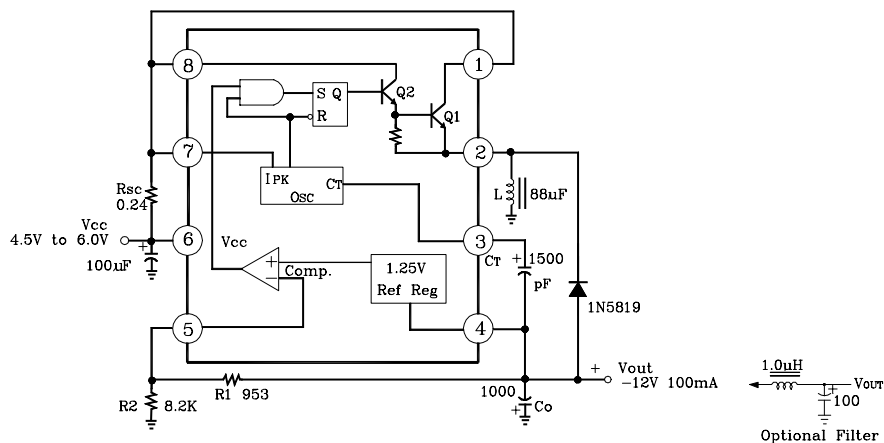 8
1
S Q
Q2
R
Q1
7
2
IPK
CT
OSC
L
88uF
Rsc
0.24
Vcc
4.5V to 6.0V
+
6
Vcc
3
CT
+ 1500
pF
100µF
+
−
Comp.
1.25V
Ref Reg
1N5819
5
4
+
Vout
-12V 100mA
1.0uH
R1 953
1000
+ Co
R2
8.2K
VOUT
+
100
Optional Filter